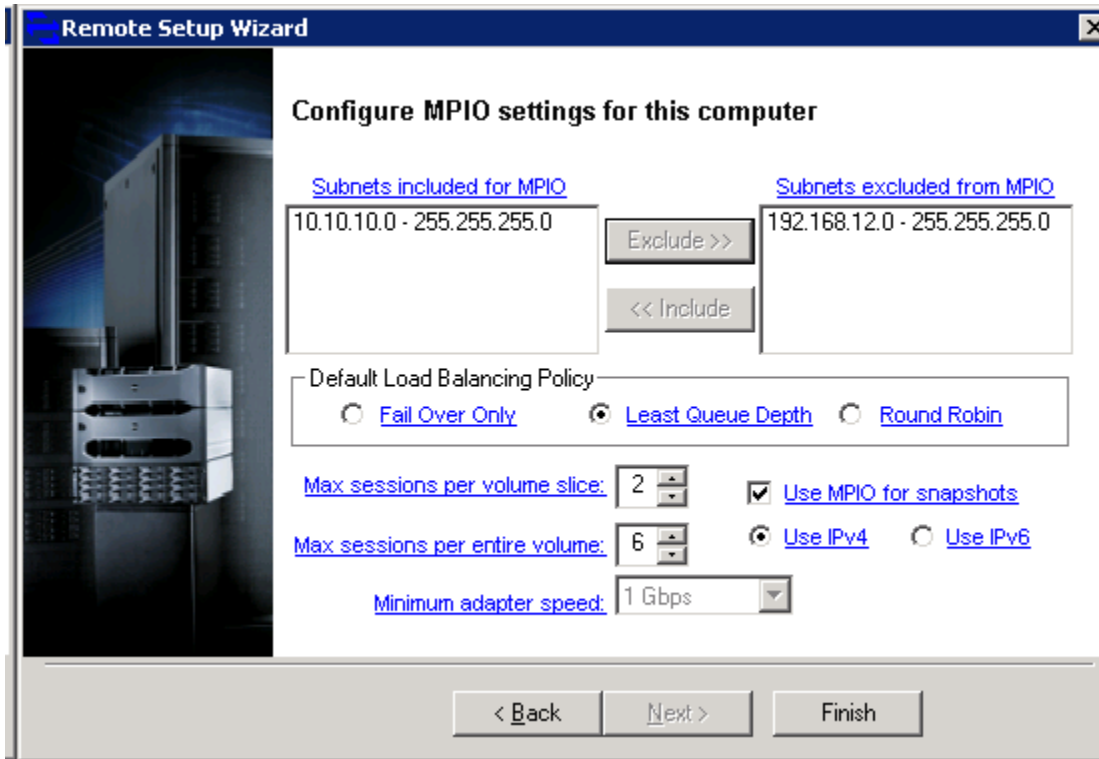 Remote Setup Wizard
Configure MPIO settings for this computer
Subnets included for MPIO
Subnets excluded from MPIO
10.10.10.0 - 255.255.255.0
Exclude >>
192.168.12.0 - 255.255.255.0
<< Include
Default Load Balancing Policy
Fail Over Only
Least Queue Depth
Round Robin
Max sessions per volume slice: 2
Use MPIO for snapshots
Max sessions per entire volume: 6
Use IPv4
Use IPv6
Minimum adapter speed: 1 Gbps
< Back
Next >
Finish